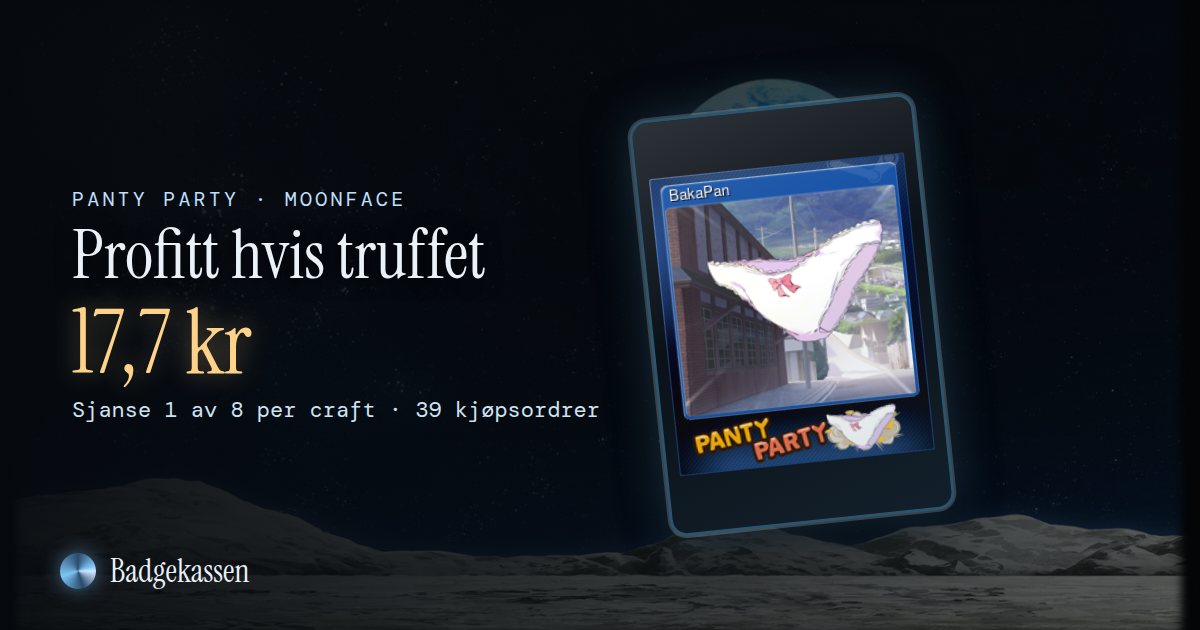 PANTY PARTY · MOONFACE
Profitt hvis truffet
17,7 kr
Sjanse 1 av 8 per craft · 39 kjøpsordrer
Badgekassen
BakaPan
PANTY
PARTY